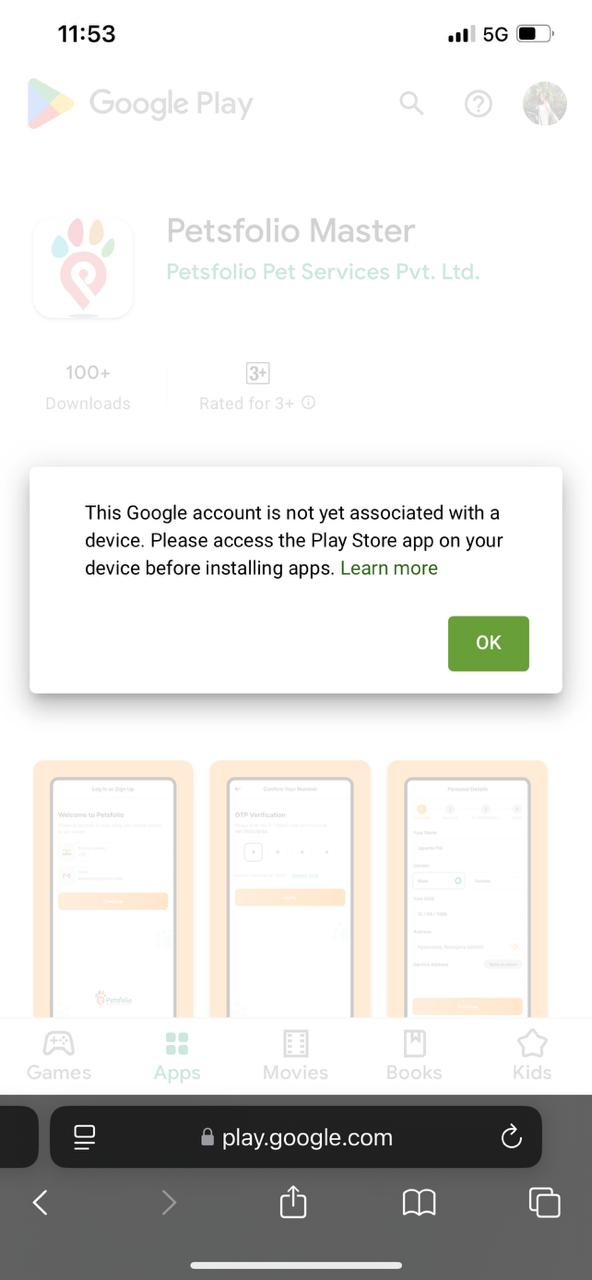 11:53
5G
Google Play
Petsfolio Master
Petsfolio Pet Services Pvt. Ltd.
100+
3+
Downloads
Rated for 3+
This Google account is not yet associated with a
device. Please access the Play Store app on your
device before installing apps. Learn more
OK
Log In or Sign Up
Welcome to Petsfolio
Petsfolio
Confirm Your Number
OTP Verification
Personal Details
Games
Apps
Movies
Books
Kids
play.google.com